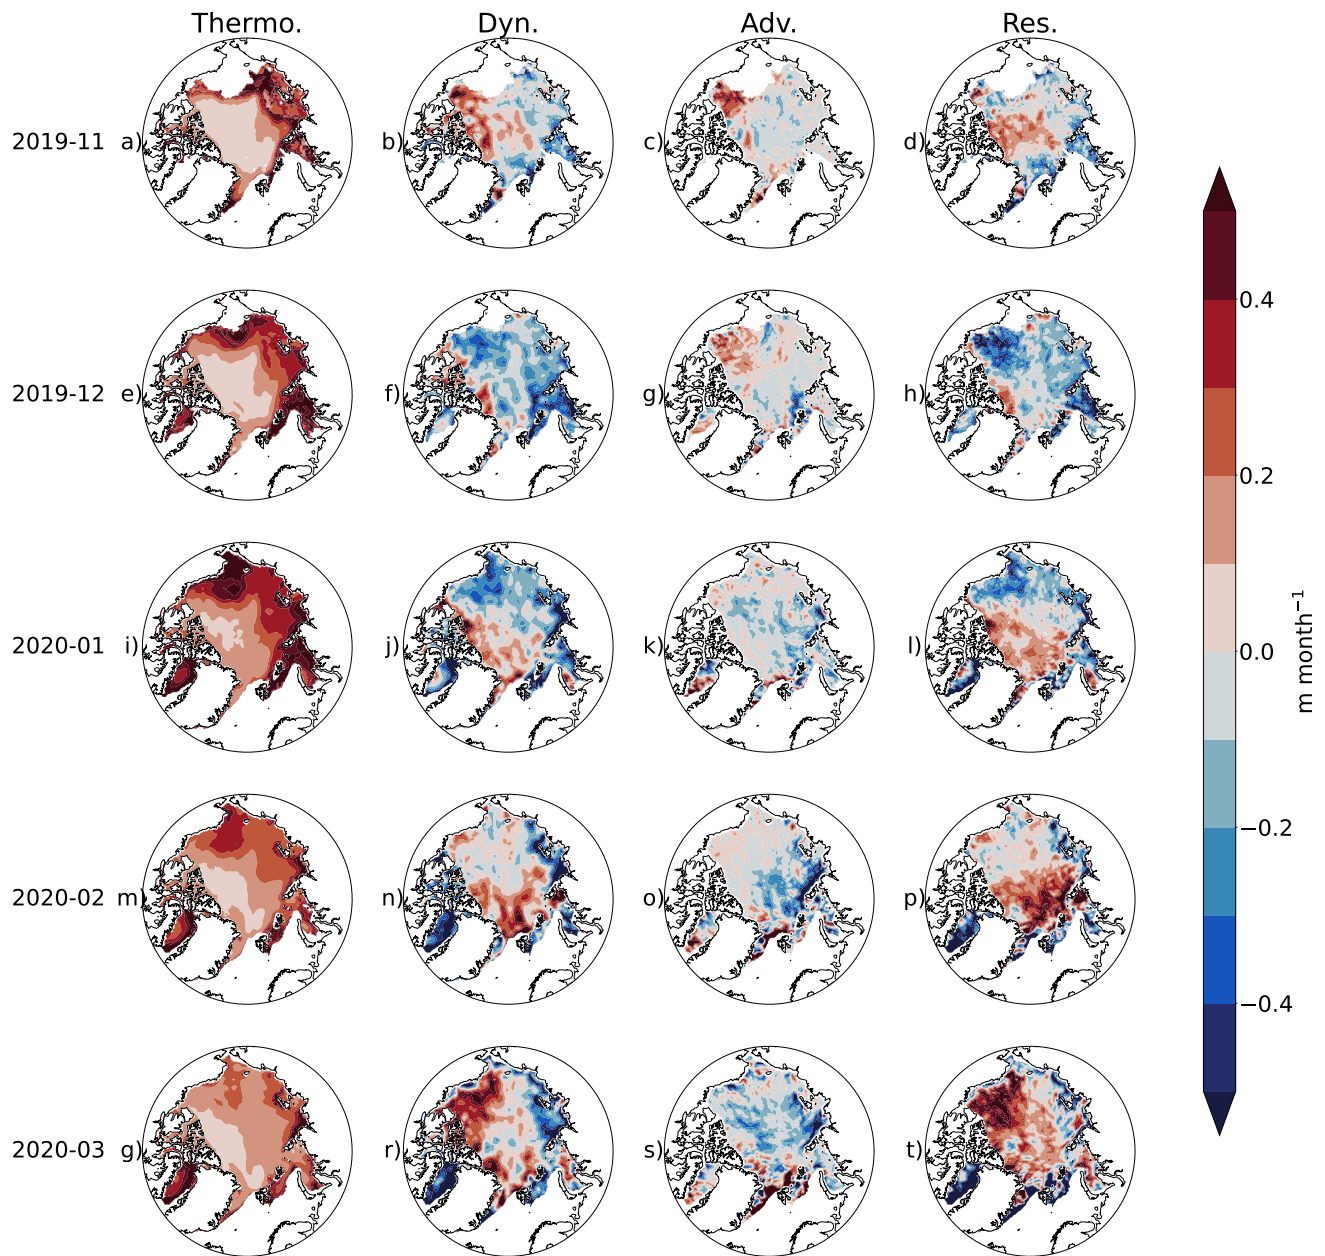 Thermo. Dyn. Adv. Res.
2019-11 a) b) c) d)
2019-12 e) f) g) h)
2020-01 i) j) k) l)
2020-02 m) n) o) p)
2020-03 g) r) s) t)
0.4
0.2
0.0
−0.2
−0.4
m month⁻¹